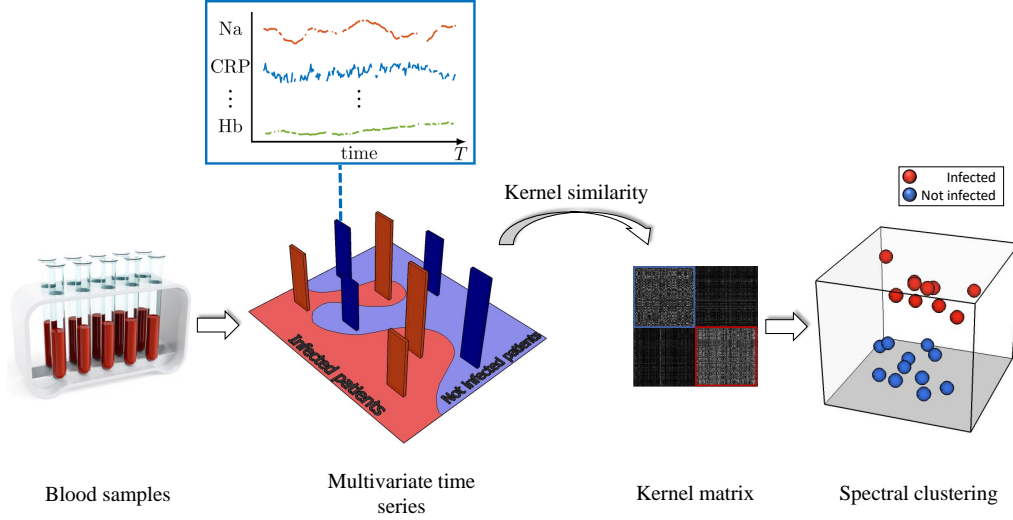 Na
CRP
⋮
⋮
Hb
time
T
Kernel similarity
Infected
Not infected
Infected patients
Not infected patients
Blood samples
Multivariate time
series
Kernel matrix
Spectral clustering